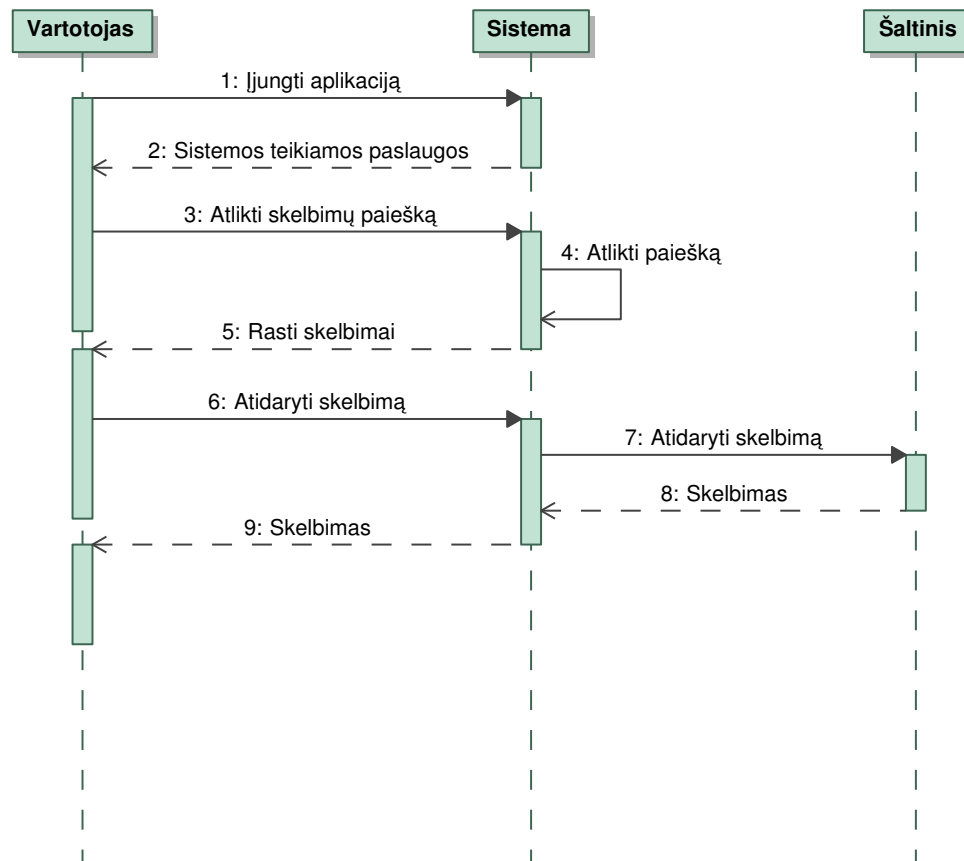 Vartotojas
Sistema
Šaltinis
1: Įjungti aplikaciją
2: Sistemos teikiamos paslaugos
3: Atlikti skelbimų paiešką
4: Atlikti paiešką
5: Rasti skelbimai
6: Atidaryti skelbimą
7: Atidaryti skelbimą
8: Skelbimas
9: Skelbimas